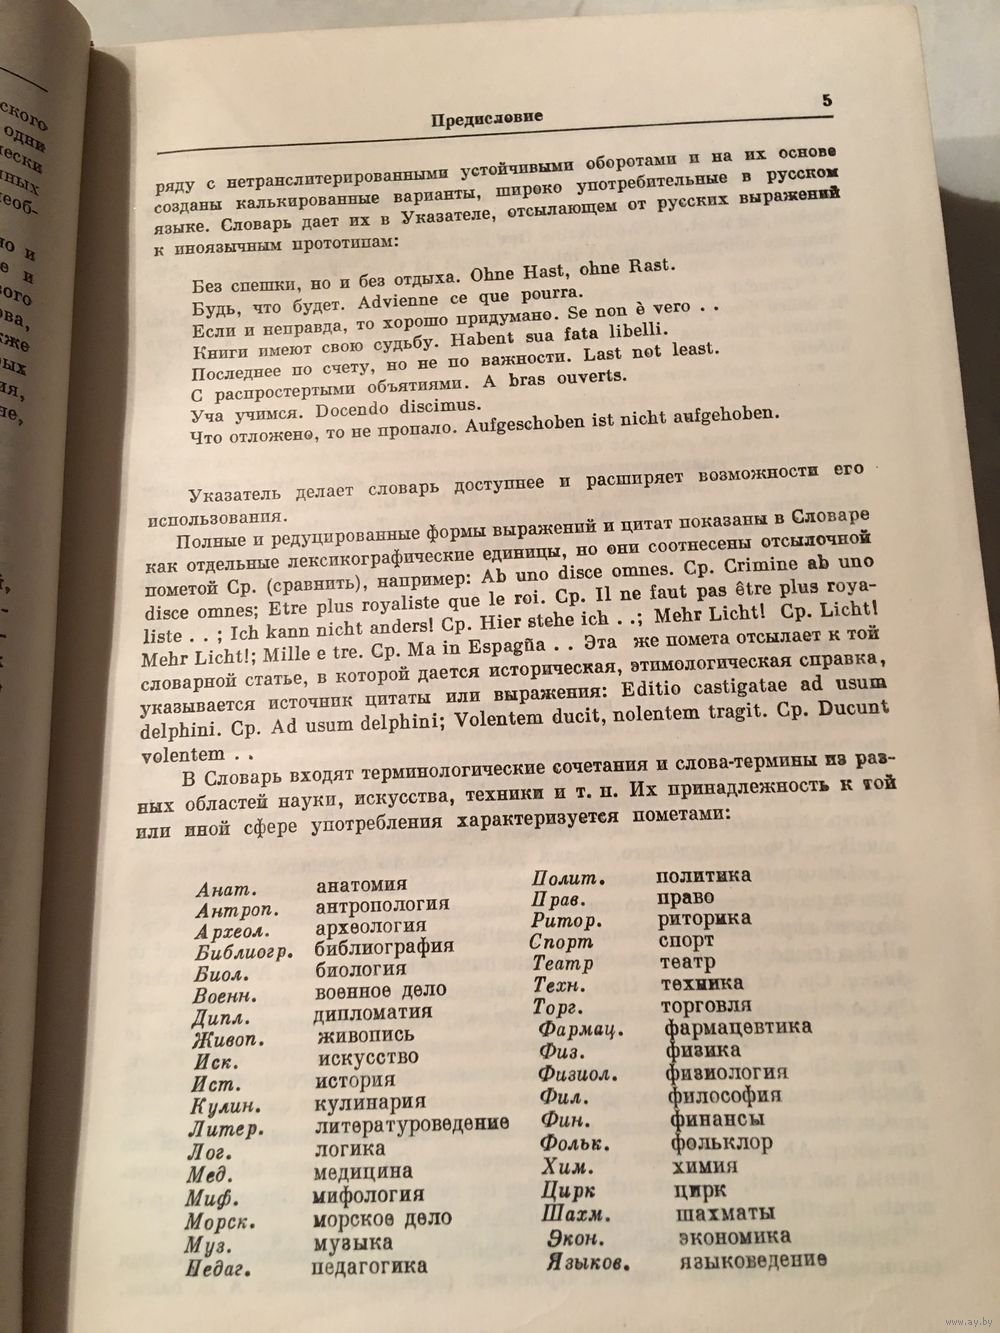 ского
одни
чески
нных
еоб-
но и
е и
вого
ова,
кже
ых
ия,
не,
Предисловие
5
ряду с нетранслитерированными устойчивыми оборотами и на их основе
созданы калькированные варианты, широко употребительные в русском
языке. Словарь дает их в Указателе, отсылающем от русских выражений
к иноязычным прототипам:
Без спешки, но и без отдыха. Ohne Hast, ohne Rast.
Будь, что будет. Advienne ce que pourra.
Если и неправда, то хорошо придумано. Se non è vero . .
Книги имеют свою судьбу. Habent sua fata libelli.
Последнее по счету, но не по важности. Last not least.
С распростертыми объятиями. A bras ouverts.
Уча учимся. Docendo discimus.
Что отложено, то не пропало. Aufgeschoben ist nicht aufgehoben.
Указатель делает словарь доступнее и расширяет возможности его
использования.
Полные и редуцированные формы выражений и цитат показаны в Словаре
как отдельные лексикографические единицы, но они соотнесены отсылочной
пометой Ср. (сравнить), например: Ab uno disce omnes. Ср. Crimine ab uno
disce omnes; Etre plus royaliste que le roi. Ср. Il ne faut pas être plus roya-
liste . . ; Ich kann nicht anders! Ср. Hier stehe ich . .; Mehr Licht! Ср. Licht!
Mehr Licht!; Mille e tre. Ср. Ma in Espagña . . Эта же помета отсылает к той
словарной статье, в которой дается историческая, этимологическая справка,
указывается источник цитаты или выражения: Editio castigatae ad usum
delphini. Ср. Ad usum delphini; Volentem ducit, nolentem tragit. Ср. Ducunt
volentem . .
В Словарь входят терминологические сочетания и слова-термины из раз-
ных областей науки, искусства, техники и т. п. Их принадлежность к той
или иной сфере употребления характеризуется пометами:
Анат. анатомия
Антроп. антропология
Археол. археология
Библиогр. библиография
Биол. биология
Военн. военное дело
Дипл. дипломатия
Живоп. живопись
Иск. искусство
Ист. история
Кулин. кулинария
Литер. литературоведение
Лог. логика
Мед. медицина
Миф. мифология
Морск. морское дело
Муз. музыка
Педаг. педагогика
Полит. политика
Прав. право
Ритор. риторика
Спорт спорт
Театр театр
Техн. техника
Торг. торговля
Фармац. фармацевтика
Физ. физика
Физиол. физиология
Фил. философия
Фин. финансы
Фольк. фольклор
Хим. химия
Цирк цирк
Шахм. шахматы
Экон. экономика
Языков. языковедение
www.ay.by